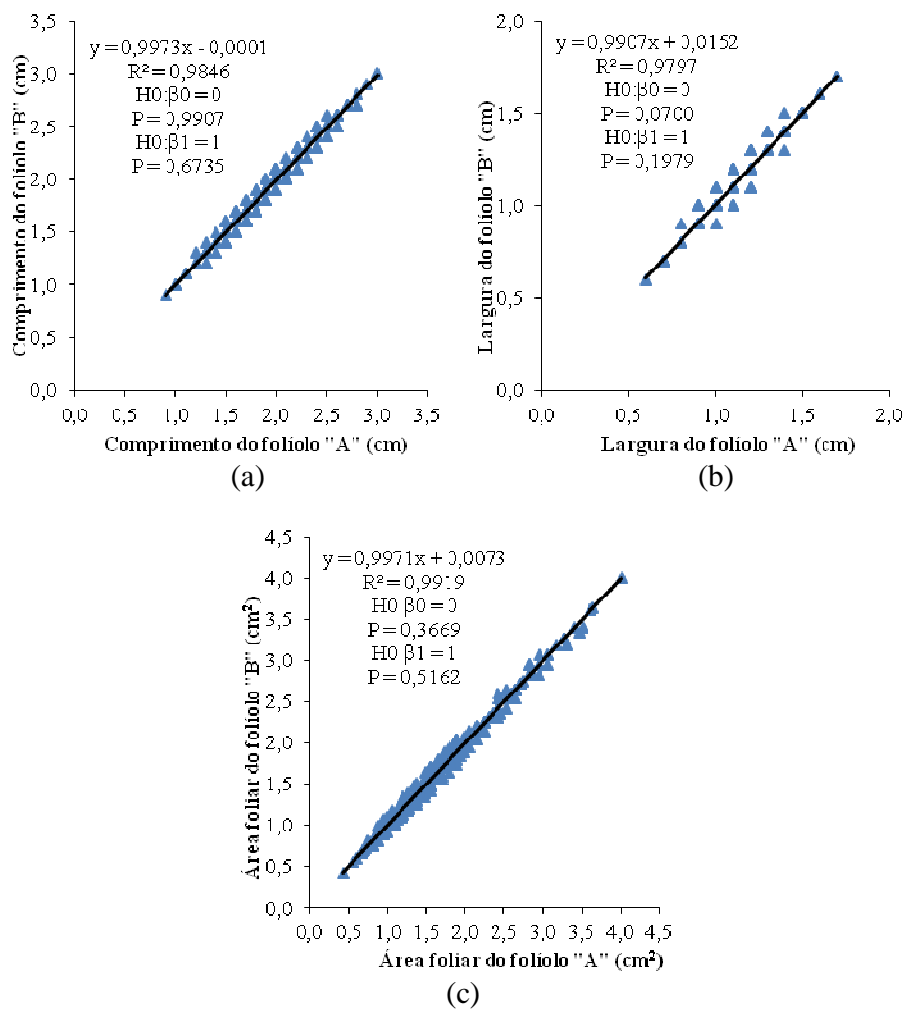 3,5
3,0
2,5
2,0
1,5
1,0
0,5
0,0
y = 0,9973x - 0,0001
R² = 0,9846
H0:β0 = 0
P = 0,9907
H0:β1 = 1
P = 0,6735
Comprimento do folíolo "B" (cm)
0,0 0,5 1,0 1,5 2,0 2,5 3,0 3,5
Comprimento do folíolo "A" (cm)
(a)
2,0
1,5
1,0
0,5
0,0
y = 0,9907x + 0,0152
R² = 0,9797
H0:β0 = 0
P = 0,0700
H0:β1 = 1
P = 0,1979
Largura do folíolo "B" (cm)
0,0 0,5 1,0 1,5 2,0
Largura do folíolo "A" (cm)
(b)
4,5
4,0
3,5
3,0
2,5
2,0
1,5
1,0
0,5
0,0
y = 0,9971x + 0,0073
R² = 0,9919
H0 β0 = 0
P = 0,3669
H0 β1 = 1
P = 0,5162
Área foliar do folíolo "B" (cm²)
0,0 0,5 1,0 1,5 2,0 2,5 3,0 3,5 4,0 4,5
Área foliar do folíolo "A" (cm²)
(c)